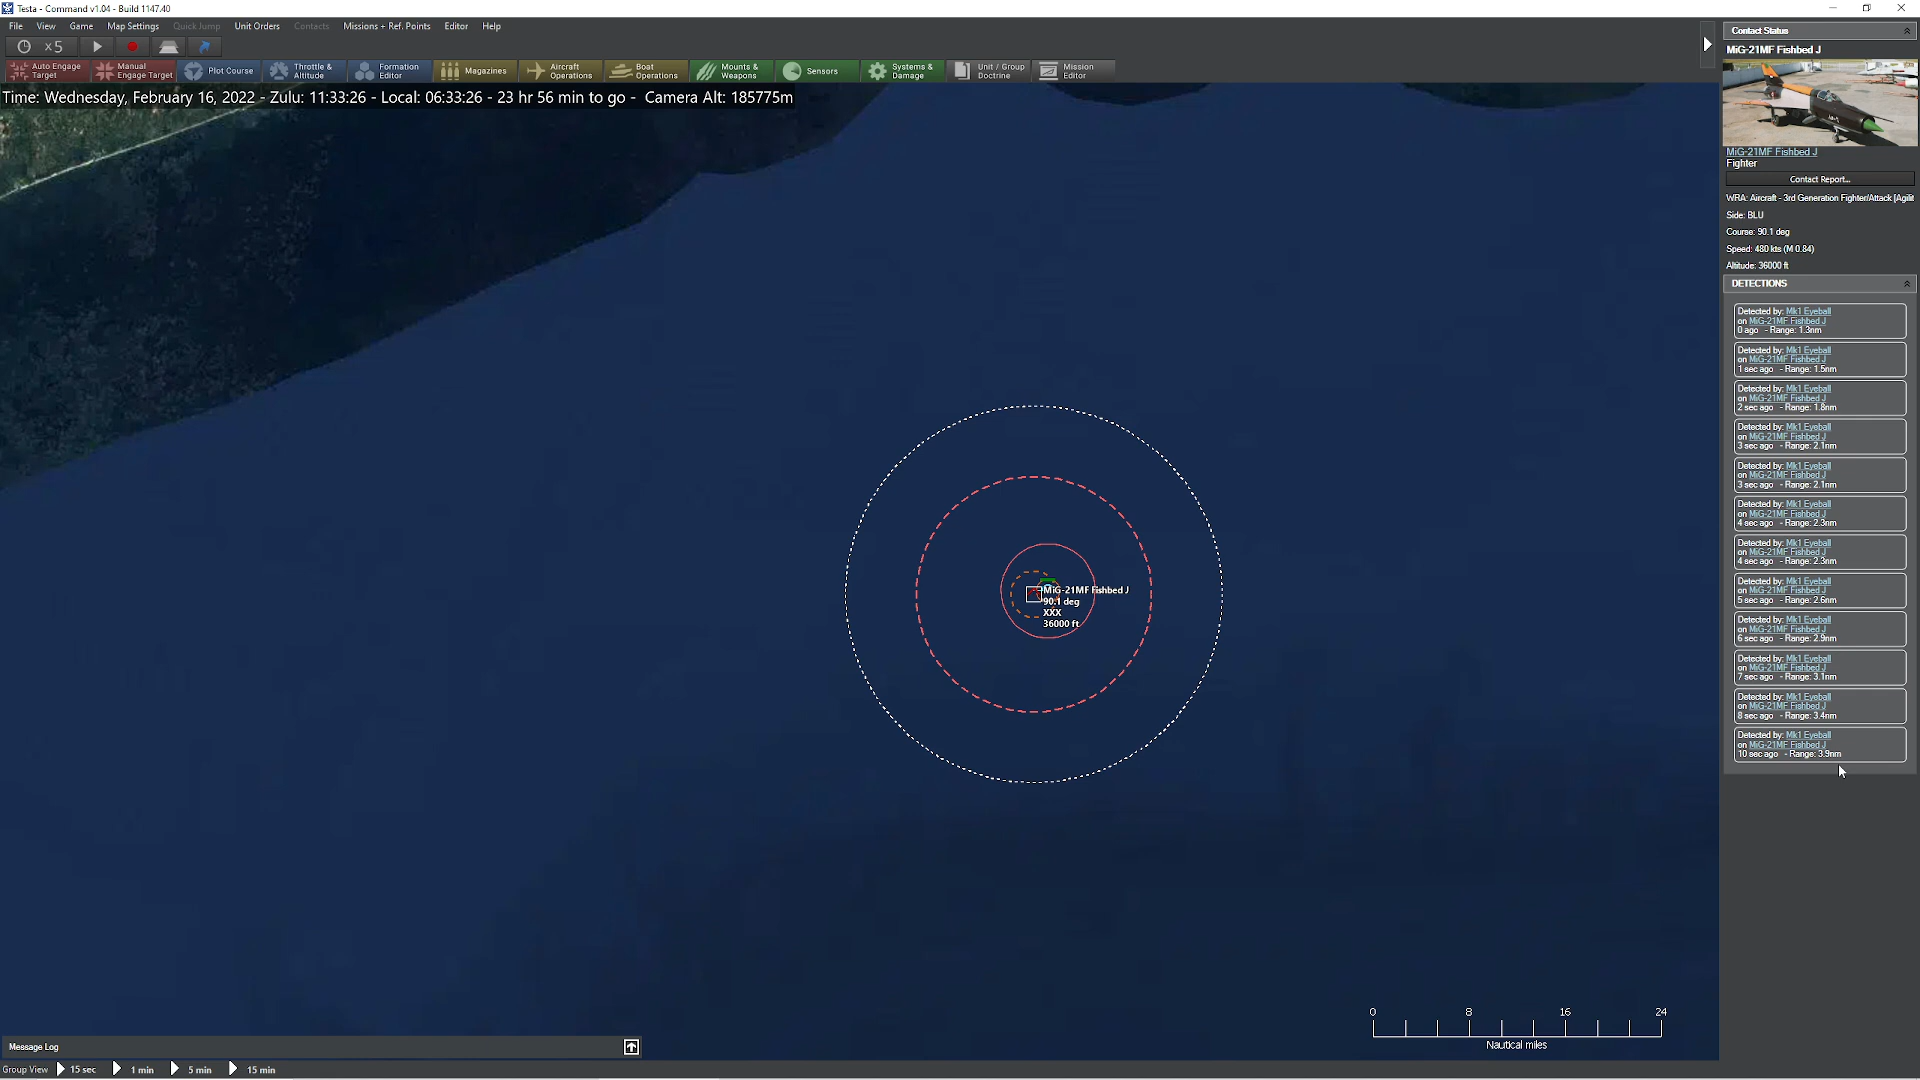 Testa - Command v1.04 - Build 1147.40
File View Game Map Settings Quick Jump Unit Orders Contacts Missions + Ref. Points Editor Help
x5
Auto Engage Target
Manual Engage Target
Plot Course
Throttle & Altitude
Formation Editor
Magazines
Aircraft Operations
Boat Operations
Mounts & Weapons
Sensors
Systems & Damage
Unit / Group Doctrine
Mission Editor
Time: Wednesday, February 16, 2022 - Zulu: 11:33:26 - Local: 06:33:26 - 23 hr 56 min to go - Camera Alt: 185775m
MiG-21MF Fishbed J
90.1 deg
XXX
36000 ft
0 8 16 24
Nautical miles
Message Log
Group View 15 sec 1 min 5 min 15 min
Contact Status
MiG-21MF Fishbed J
MiG-21MF Fishbed J
Fighter
Contact Report...
WRA: Aircraft - 3rd Generation Fighter/Attack [Agilit
Side: BLU
Course: 90.1 deg
Speed: 480 kts (M 0.84)
Altitude: 36000 ft
DETECTIONS
Detected by: Mk1 Eyeball
on MiG-21MF Fishbed J
0 ago - Range: 1.3nm
Detected by: Mk1 Eyeball
on MiG-21MF Fishbed J
1 sec ago - Range: 1.5nm
Detected by: Mk1 Eyeball
on MiG-21MF Fishbed J
2 sec ago - Range: 1.8nm
Detected by: Mk1 Eyeball
on MiG-21MF Fishbed J
3 sec ago - Range: 2.1nm
Detected by: Mk1 Eyeball
on MiG-21MF Fishbed J
3 sec ago - Range: 2.1nm
Detected by: Mk1 Eyeball
on MiG-21MF Fishbed J
4 sec ago - Range: 2.3nm
Detected by: Mk1 Eyeball
on MiG-21MF Fishbed J
4 sec ago - Range: 2.3nm
Detected by: Mk1 Eyeball
on MiG-21MF Fishbed J
5 sec ago - Range: 2.6nm
Detected by: Mk1 Eyeball
on MiG-21MF Fishbed J
6 sec ago - Range: 2.9nm
Detected by: Mk1 Eyeball
on MiG-21MF Fishbed J
7 sec ago - Range: 3.1nm
Detected by: Mk1 Eyeball
on MiG-21MF Fishbed J
8 sec ago - Range: 3.4nm
Detected by: Mk1 Eyeball
on MiG-21MF Fishbed J
10 sec ago - Range: 3.9nm